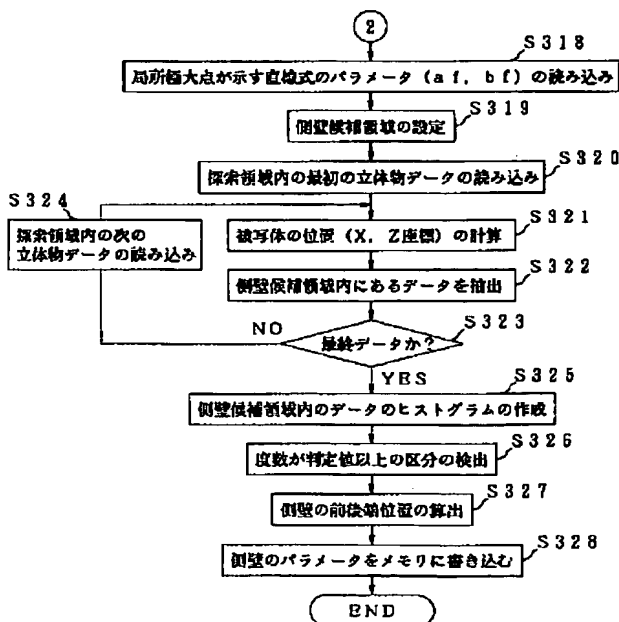 2
S318
局所極大点が示す直線式のパラメータ (af, bf) の読み込み
S319
側壁候補領域の設定
S320
探索領域内の最初の立体物データの読み込み
S324
探索領域内の次の
立体物データの読み込み
S321
被写体の位置 (X, Z座標) の計算
S322
側壁候補領域内にあるデータを抽出
S323
最終データか?
NO
YES
S325
側壁候補領域内のデータのヒストグラムの作成
S326
度数が判定値以上の区分の検出
S327
側壁の前後端位置の算出
S328
側壁のパラメータをメモリに書き込む
END